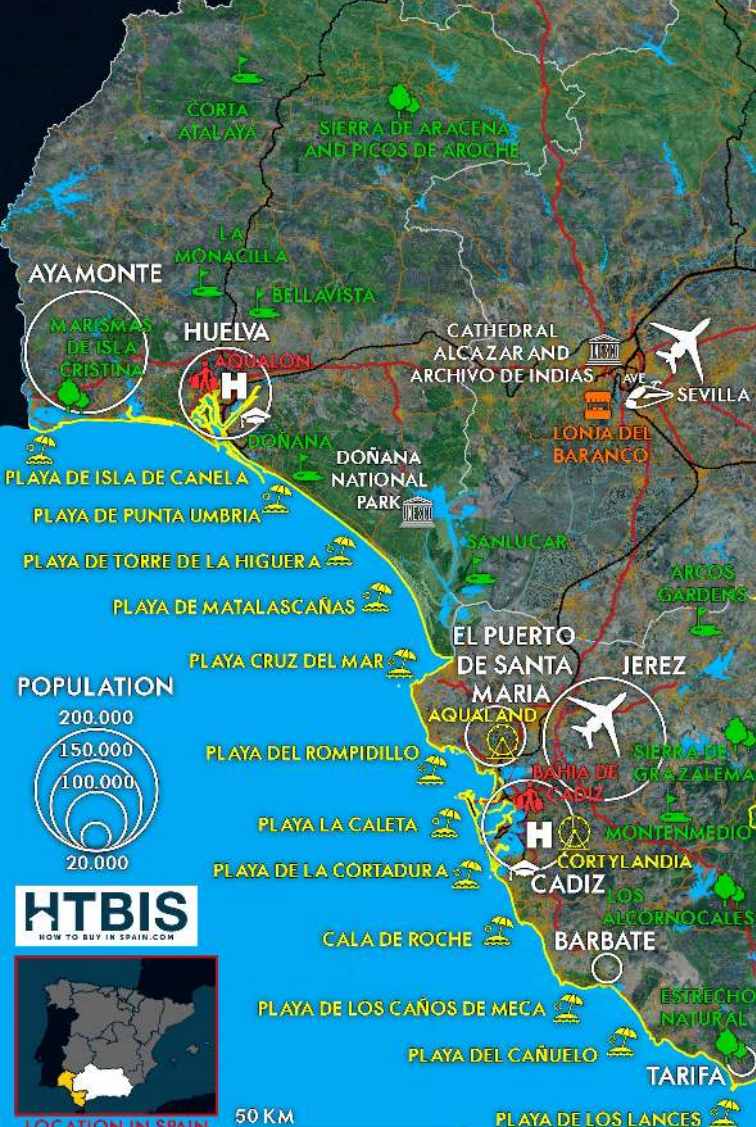 CORTA
ATALAYA
SIERRA DE ARACENA
AND PICOS DE AROCHE
LA
MONACILLA
BELLAVISTA
AYAMONTE
MARISMAS
DE ISLA
CRISTINA
HUELVA
AQUALON
H
CATHEDRAL
ALCAZAR AND
ARCHIVO DE INDIAS
UNESCO
AVE
SEVILLA
LONJA DEL
BARANCO
DOÑANA
DOÑANA
NATIONAL
PARK
UNESCO
PLAYA DE ISLA DE CANELA
PLAYA DE PUNTA UMBRIA
PLAYA DE TORRE DE LA HIGUERA
SANLUCAR
ARCOS
GARDENS
PLAYA DE MATALASCAÑAS
PLAYA CRUZ DEL MAR
EL PUERTO
DE SANTA
MARIA
AQUALAND
JEREZ
POPULATION
200.000
150.000
100.000
20.000
PLAYA DEL ROMPIDILLO
BAHIA DE
CADIZ
SIERRA DE
GRAZALEMA
PLAYA LA CALETA
H
MONTENMEDIO
CORTYLANDIA
PLAYA DE LA CORTADURA
CADIZ
LOS
ALCORNOCALES
HTBIS
HOW TO BUY IN SPAIN.COM
CALA DE ROCHE
BARBATE
PLAYA DE LOS CAÑOS DE MECA
ESTRECHO
NATURAL
PLAYA DEL CAÑUELO
TARIFA
LOCATION IN SPAIN
50 KM
PLAYA DE LOS LANCES